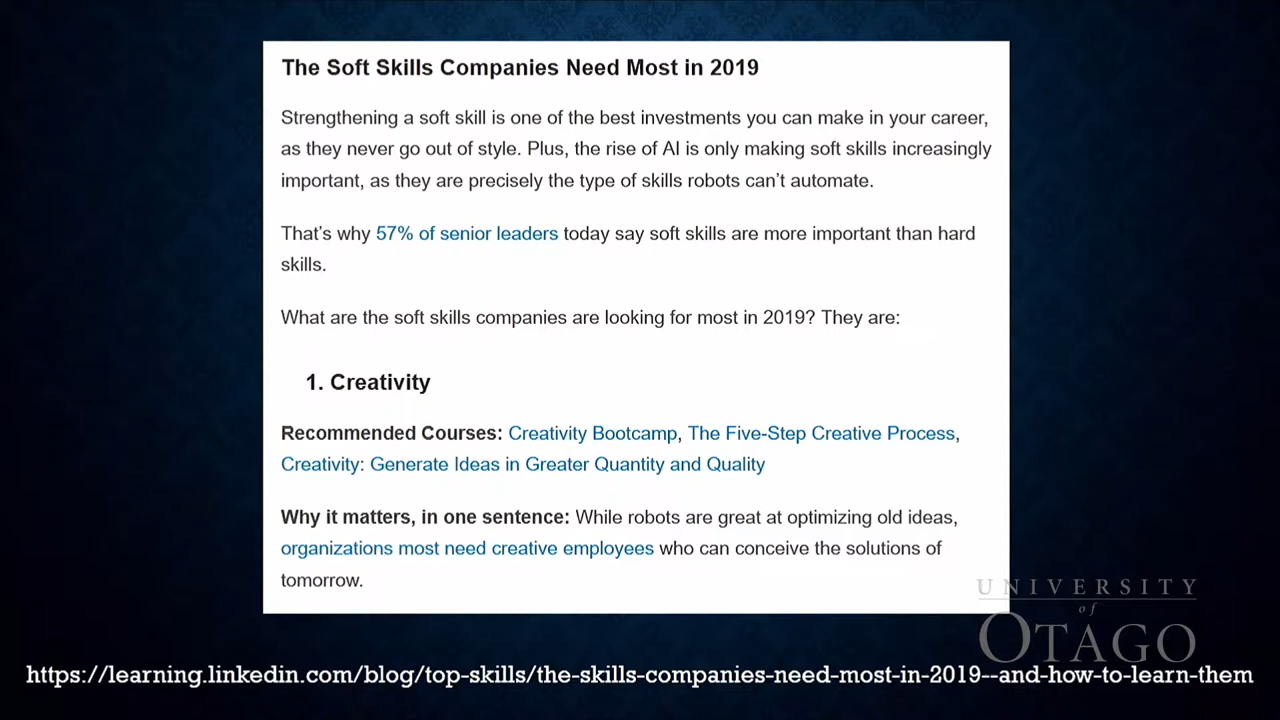 The Soft Skills Companies Need Most in 2019
Strengthening a soft skill is one of the best investments you can make in your career,
as they never go out of style. Plus, the rise of AI is only making soft skills increasingly
important, as they are precisely the type of skills robots can’t automate.
That’s why 57% of senior leaders today say soft skills are more important than hard
skills.
What are the soft skills companies are looking for most in 2019? They are:
1. Creativity
Recommended Courses: Creativity Bootcamp, The Five-Step Creative Process,
Creativity: Generate Ideas in Greater Quantity and Quality
Why it matters, in one sentence: While robots are great at optimizing old ideas,
organizations most need creative employees who can conceive the solutions of
tomorrow.
UNIVERSITY
of
OTAGO
https://learning.linkedin.com/blog/top-skills/the-skills-companies-need-most-in-2019--and-how-to-learn-them